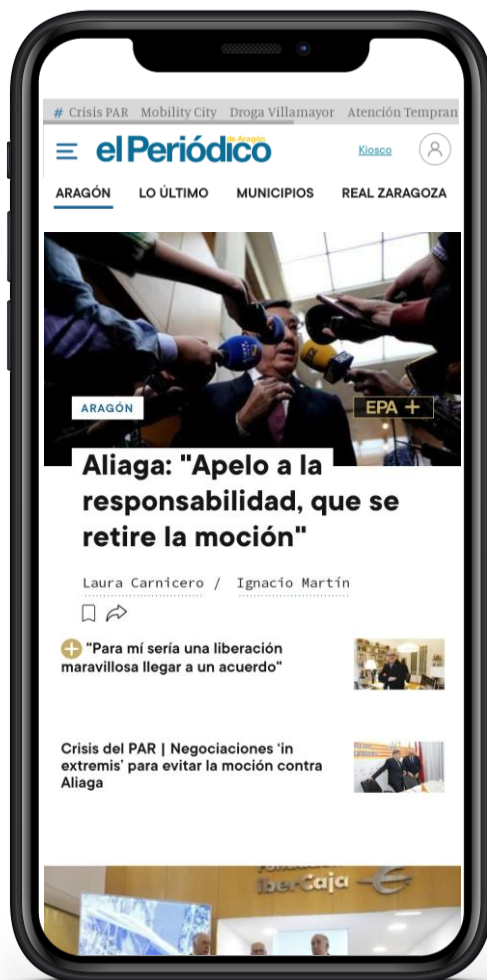 # Crisis PAR Mobility City Droga Villamayor Atención Tempran
el Periódico
de Aragón
Kiosco
ARAGÓN LO ÚLTIMO MUNICIPIOS REAL ZARAGOZA
ARAGÓN
EPA +
Aliaga: "Apelo a la
responsabilidad, que se
retire la moción"
Laura Carnicero / Ignacio Martín
"Para mí sería una liberación
maravillosa llegar a un acuerdo"
Crisis del PAR | Negociaciones ‘in
extremis’ para evitar la moción contra
Aliaga
iberCaja